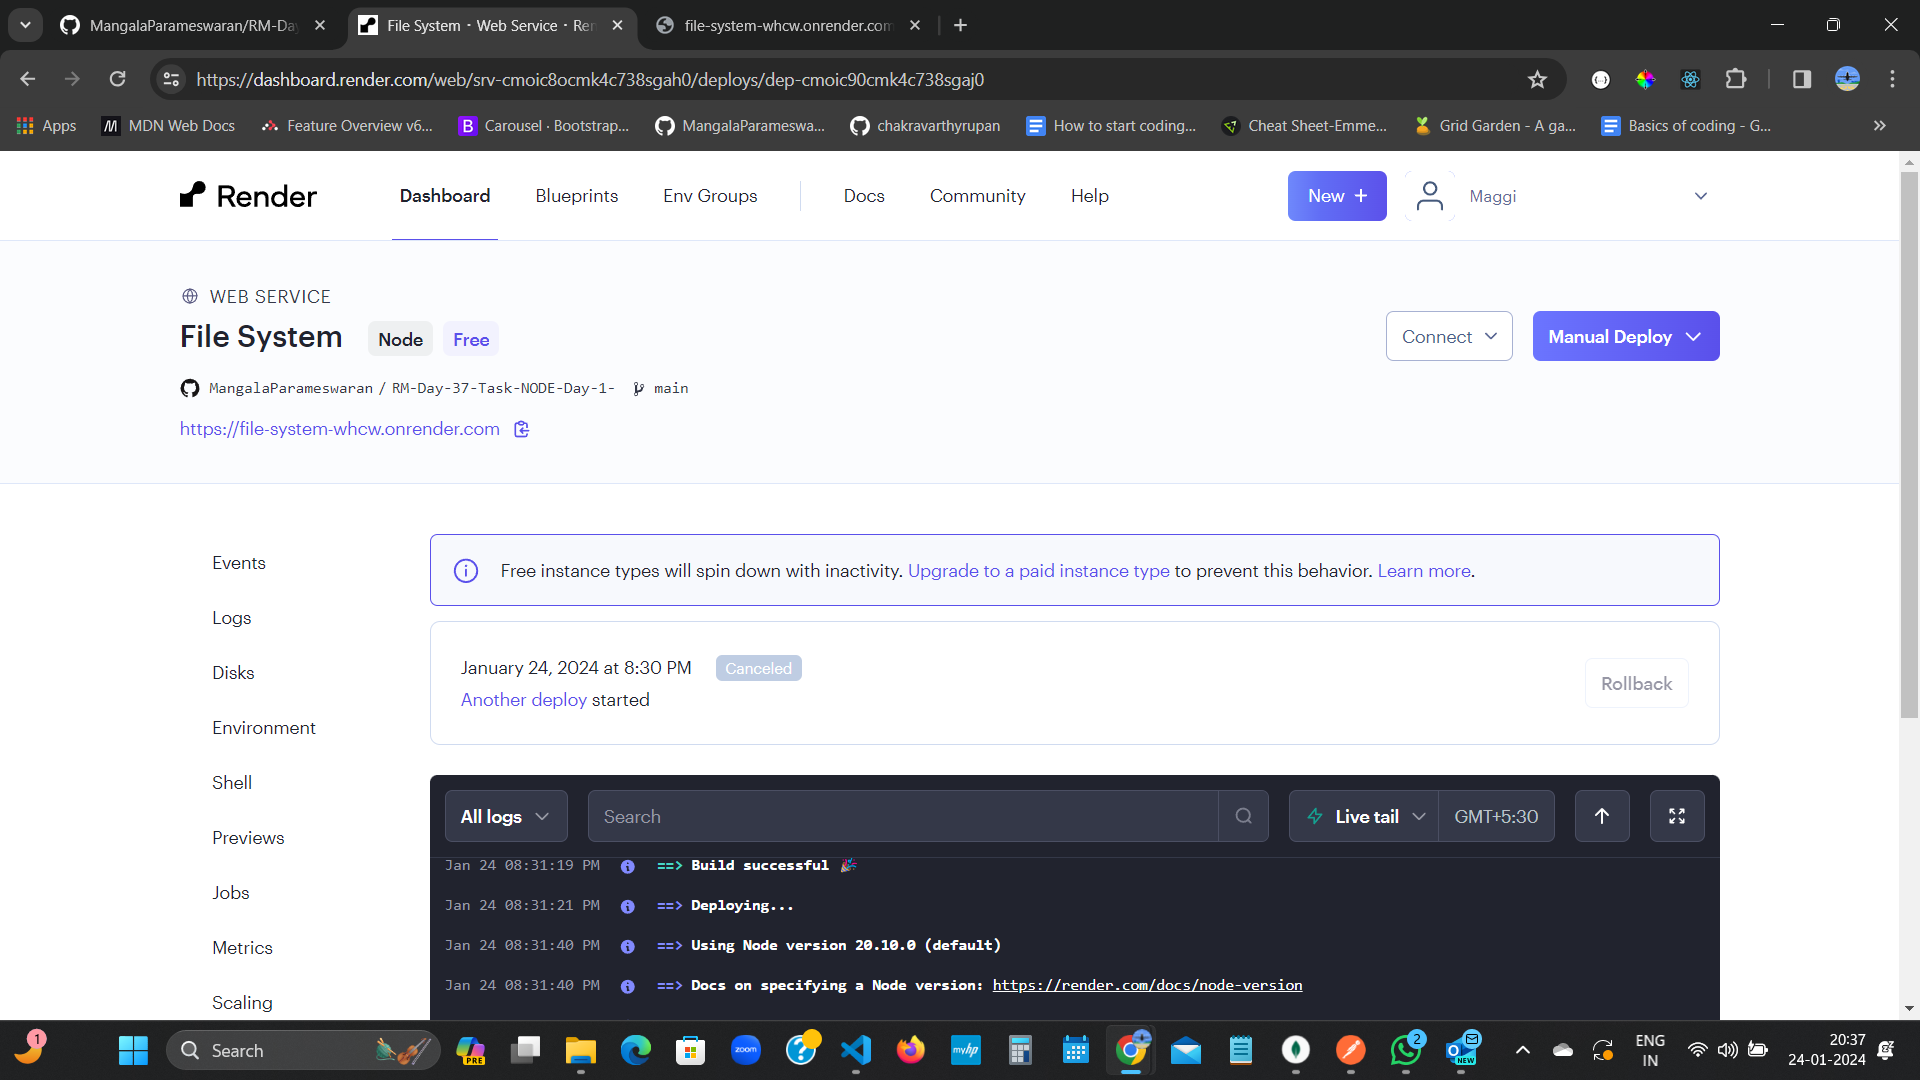 MangalaParameswaran/RM-Da
File System · Web Service · Ren
file-system-whcw.onrender.com
https://dashboard.render.com/web/srv-cmoic8ocmk4c738sgah0/deploys/dep-cmoic90cmk4c738sgaj0
Apps
MDN Web Docs
Feature Overview v6...
B Carousel · Bootstrap...
MangalaParameswa...
chakravarthyrupan
How to start coding...
Cheat Sheet-Emme...
Grid Garden - A ga...
Basics of coding - G...
Render
Dashboard
Blueprints
Env Groups
Docs
Community
Help
New +
Maggi
WEB SERVICE
File System
Node
Free
Connect
Manual Deploy
MangalaParameswaran / RM-Day-37-Task-NODE-Day-1-
main
https://file-system-whcw.onrender.com
Events
Logs
Disks
Environment
Shell
Previews
Jobs
Metrics
Scaling
Free instance types will spin down with inactivity. Upgrade to a paid instance type to prevent this behavior. Learn more.
January 24, 2024 at 8:30 PM
Canceled
Another deploy started
Rollback
All logs
Search
Live tail
GMT+5:30
Jan 24 08:31:19 PM ==> Build successful 🎉
Jan 24 08:31:21 PM ==> Deploying...
Jan 24 08:31:40 PM ==> Using Node version 20.10.0 (default)
Jan 24 08:31:40 PM ==> Docs on specifying a Node version: https://render.com/docs/node-version
1
Search
PRE
zoom
myhp
2
NEW
ENG
IN
20:37
24-01-2024